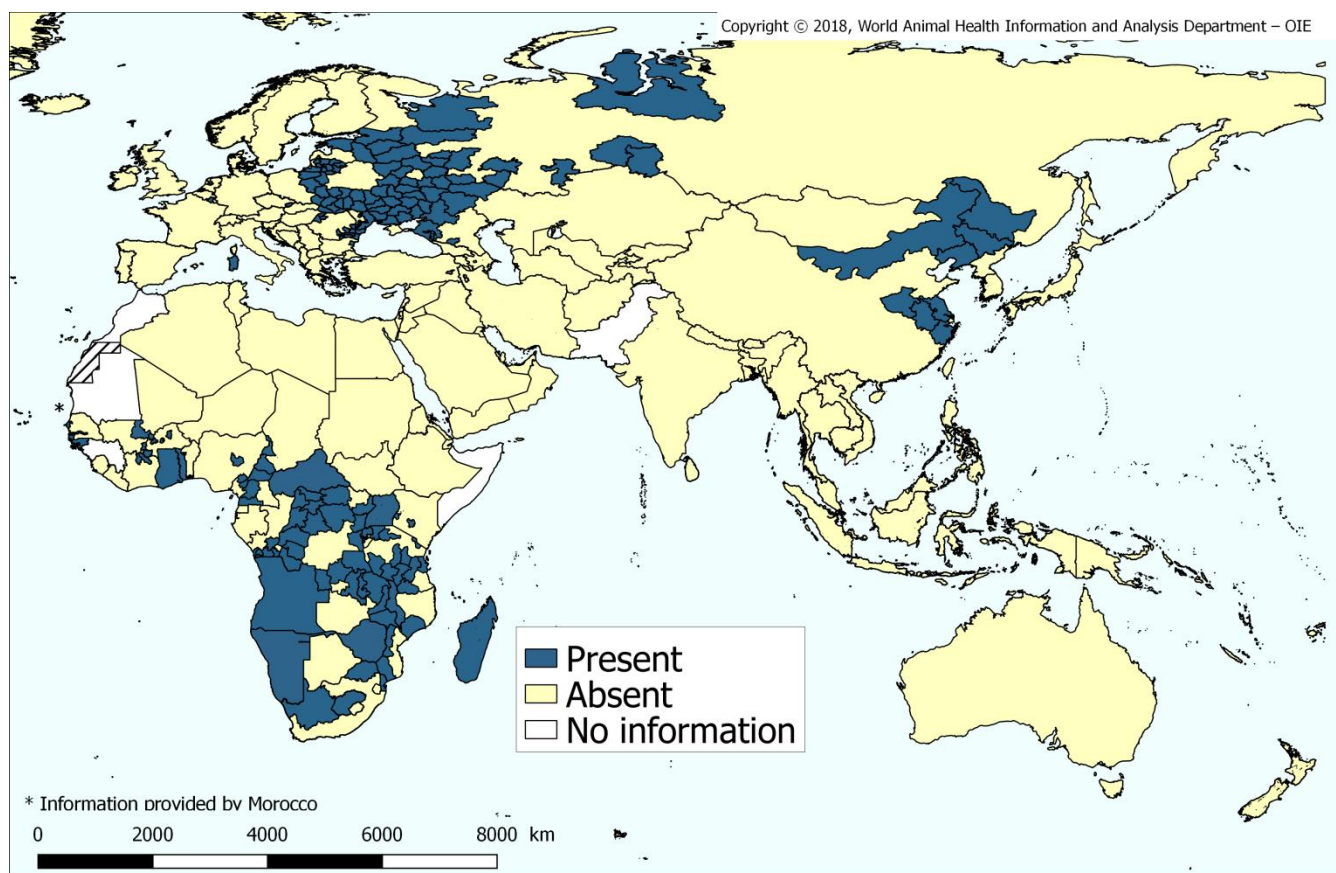 Copyright © 2018, World Animal Health Information and Analysis Department – OIE
*
Present
Absent
No information
* Information provided by Morocco
0 2000 4000 6000 8000 km